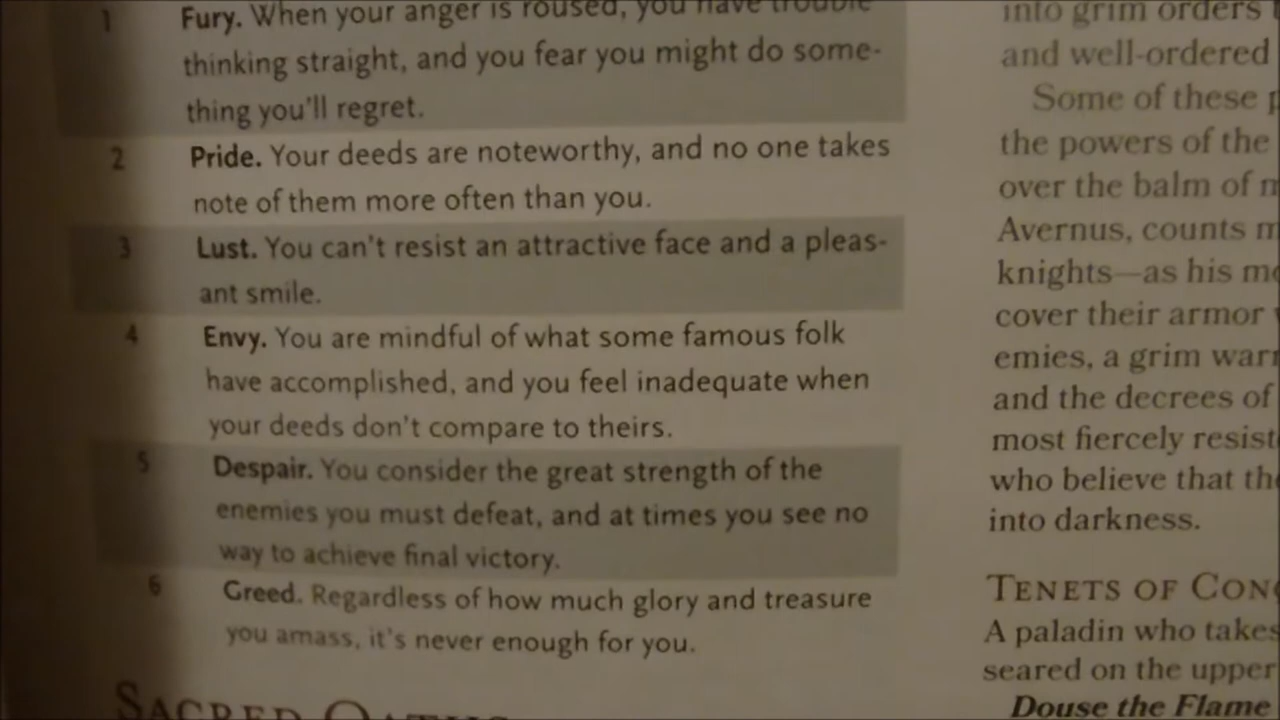 1 Fury. When your anger is roused, you have trouble
thinking straight, and you fear you might do some-
thing you'll regret.
2 Pride. Your deeds are noteworthy, and no one takes
note of them more often than you.
3 Lust. You can't resist an attractive face and a pleas-
ant smile.
4 Envy. You are mindful of what some famous folk
have accomplished, and you feel inadequate when
your deeds don't compare to theirs.
5 Despair. You consider the great strength of the
enemies you must defeat, and at times you see no
way to achieve final victory.
6 Greed. Regardless of how much glory and treasure
you amass, it's never enough for you.
SACRED OATHS
into grim orders
and well-ordered
Some of these
the powers of the
over the balm of
Avernus, counts
knights—as his
cover their armor
emies, a grim
and the decrees of
most fiercely
who believe that
into darkness.
TENETS OF
A paladin who takes
seared on the upper
Douse the Flame